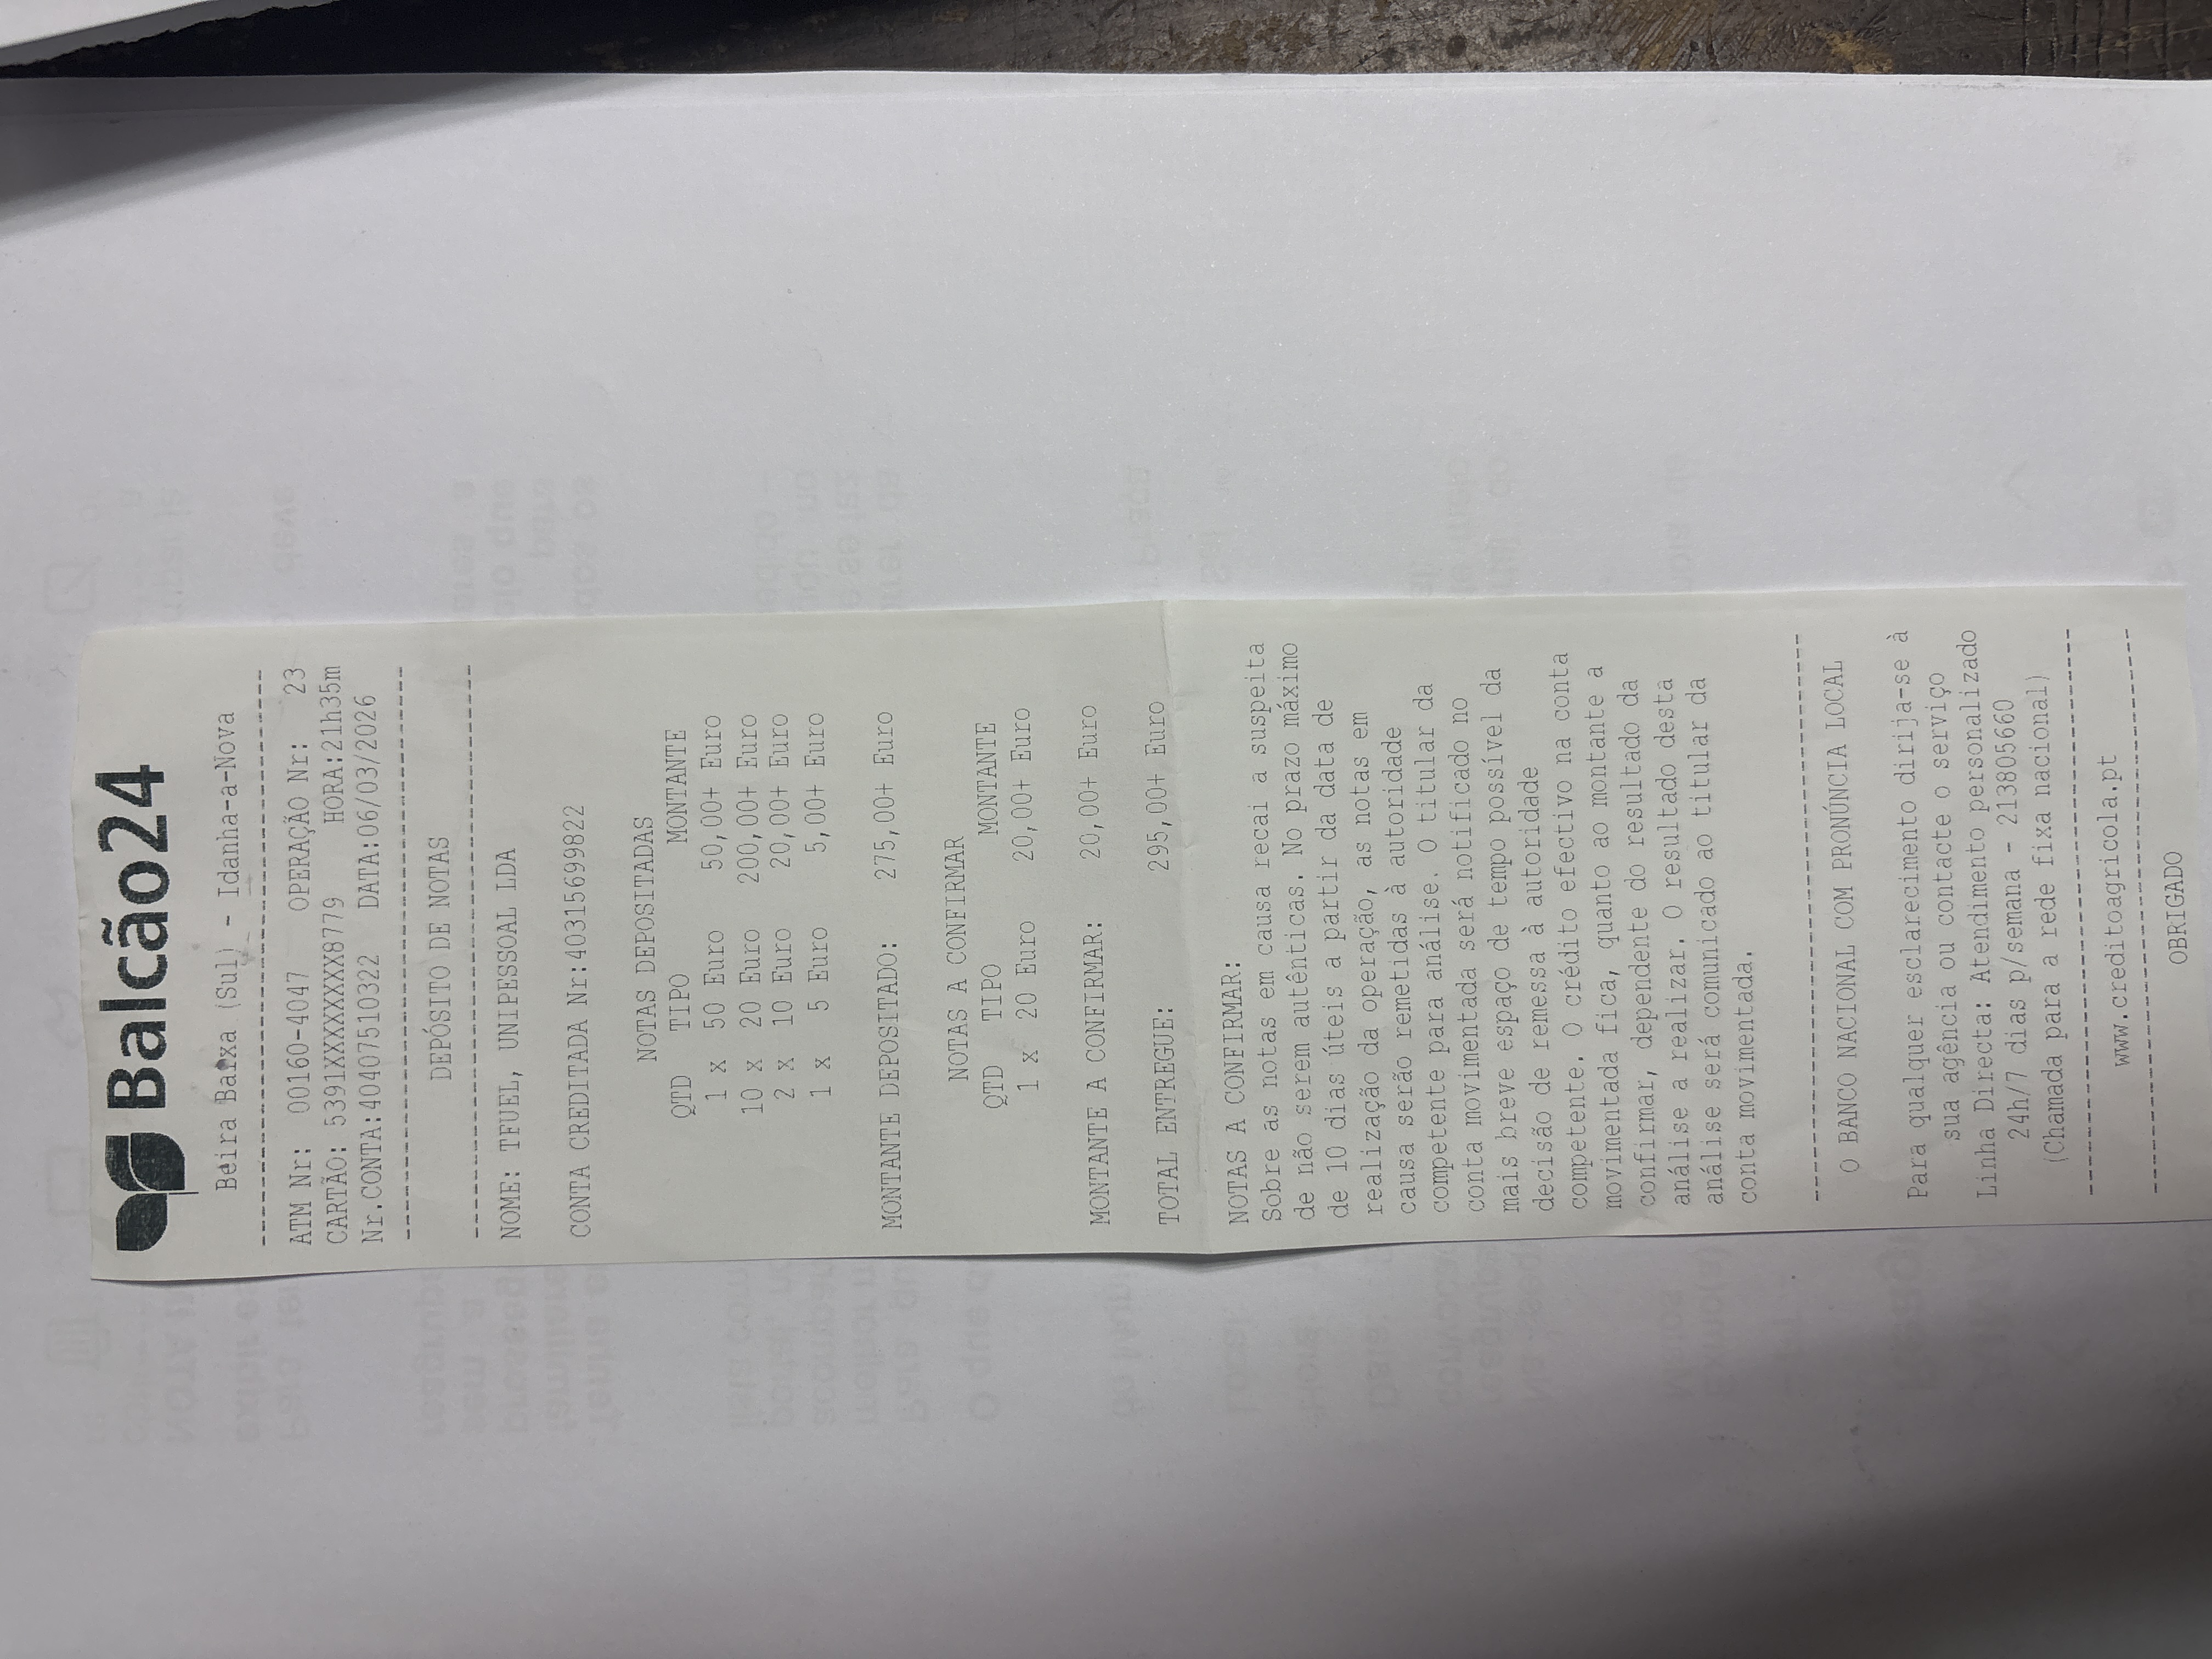 Balcão24
Beira Baixa (Sul) - Idanha-a-Nova
--------------------------------------------
ATM Nr: 00160-4047 OPERAÇÃO Nr: 23
CARTÃO: 5391XXXXXXXX8779 HORA:21h35m
Nr.CONTA:40407510322 DATA:06/03/2026
--------------------------------------------
DEPÓSITO DE NOTAS
--------------------------------------------
NOME: TFUEL, UNIPESSOAL LDA
CONTA CREDITADA Nr:40315699822
NOTAS DEPOSITADAS
QTD TIPO MONTANTE
1 x 50 Euro 50,00+ Euro
10 x 20 Euro 200,00+ Euro
2 x 10 Euro 20,00+ Euro
1 x 5 Euro 5,00+ Euro
MONTANTE DEPOSITADO: 275,00+ Euro
NOTAS A CONFIRMAR
QTD TIPO MONTANTE
1 x 20 Euro 20,00+ Euro
MONTANTE A CONFIRMAR: 20,00+ Euro
TOTAL ENTREGUE: 295,00+ Euro
NOTAS A CONFIRMAR:
Sobre as notas em causa recai a suspeita
de não serem autênticas. No prazo máximo
de 10 dias úteis a partir da data de
realização da operação, as notas em
causa serão remetidas à autoridade
competente para análise. O titular da
conta movimentada será notificado no
mais breve espaço de tempo possível da
decisão de remessa à autoridade
competente. O crédito efectivo na conta
movimentada fica, quanto ao montante a
confirmar, dependente do resultado da
análise a realizar. O resultado desta
análise será comunicado ao titular da
conta movimentada.
--------------------------------------------
O BANCO NACIONAL COM PRONÚNCIA LOCAL
Para qualquer esclarecimento dirija-se à
sua agência ou contacte o serviço
Linha Directa: Atendimento personalizado
24h/7 dias p/semana - 213805660
(Chamada para a rede fixa nacional)
--------------------------------------------
www.creditoagricola.pt
--------------------------------------------
OBRIGADO